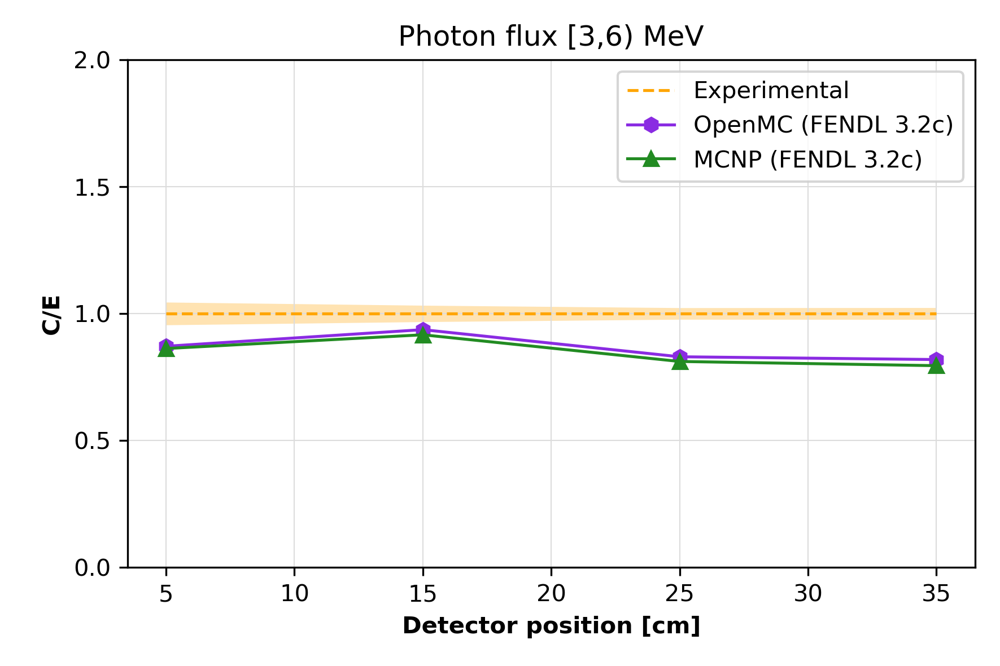 Photon flux [3,6) MeV
2.0
1.5
1.0
0.5
0.0
C/E
Experimental
OpenMC (FENDL 3.2c)
MCNP (FENDL 3.2c)
5 10 15 20 25 30 35
Detector position [cm]